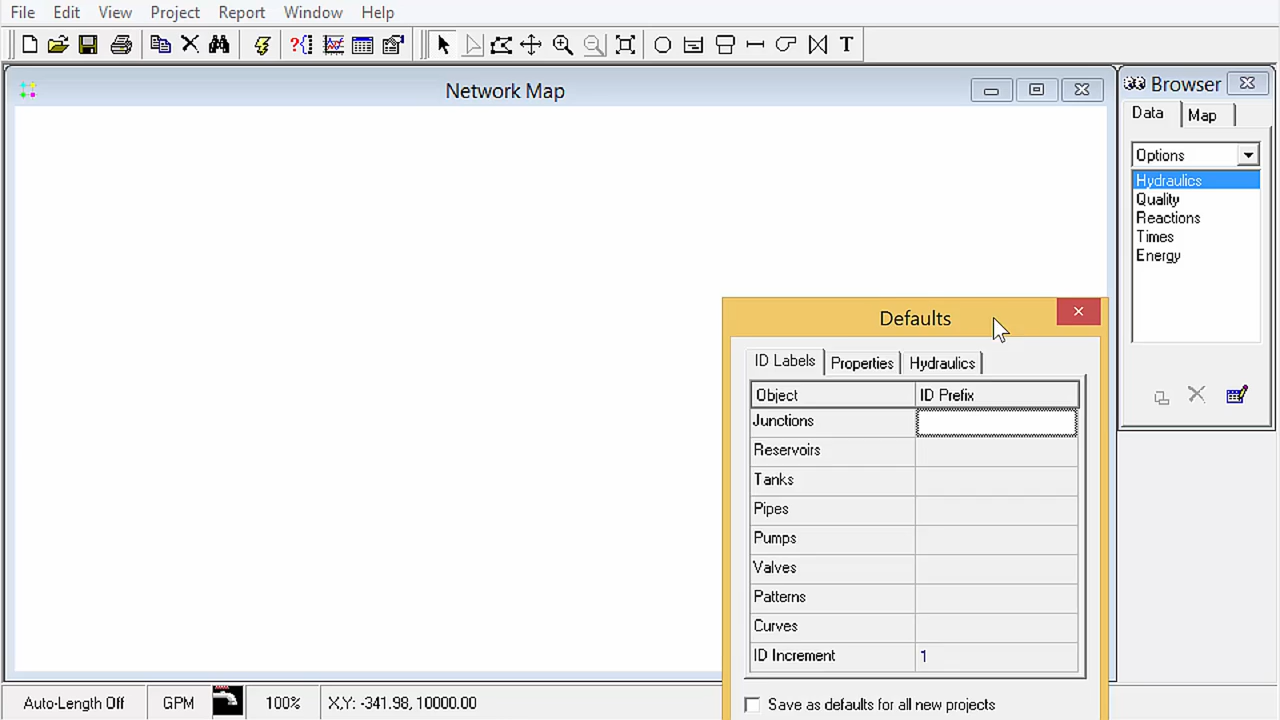 File Edit View Project Report Window Help
T
Network Map
Browser
Data Map
Options
Hydraulics
Quality
Reactions
Times
Energy
Defaults
ID Labels Properties Hydraulics
Object ID Prefix
Junctions
Reservoirs
Tanks
Pipes
Pumps
Valves
Patterns
Curves
ID Increment 1
Save as defaults for all new projects
Auto-Length Off GPM 100% X,Y: -341.98, 10000.00